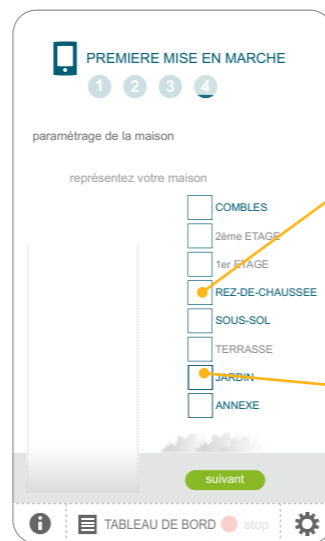 PREMIERE MISE EN MARCHE
1 2 3 4
paramétrage de la maison
représentez votre maison
COMBLES
2ème ETAGE
1er ETAGE
REZ-DE-CHAUSSEE
SOUS-SOL
TERRASSE
JARDIN
ANNEXE
suivant
i TABLEAU DE BORD stop